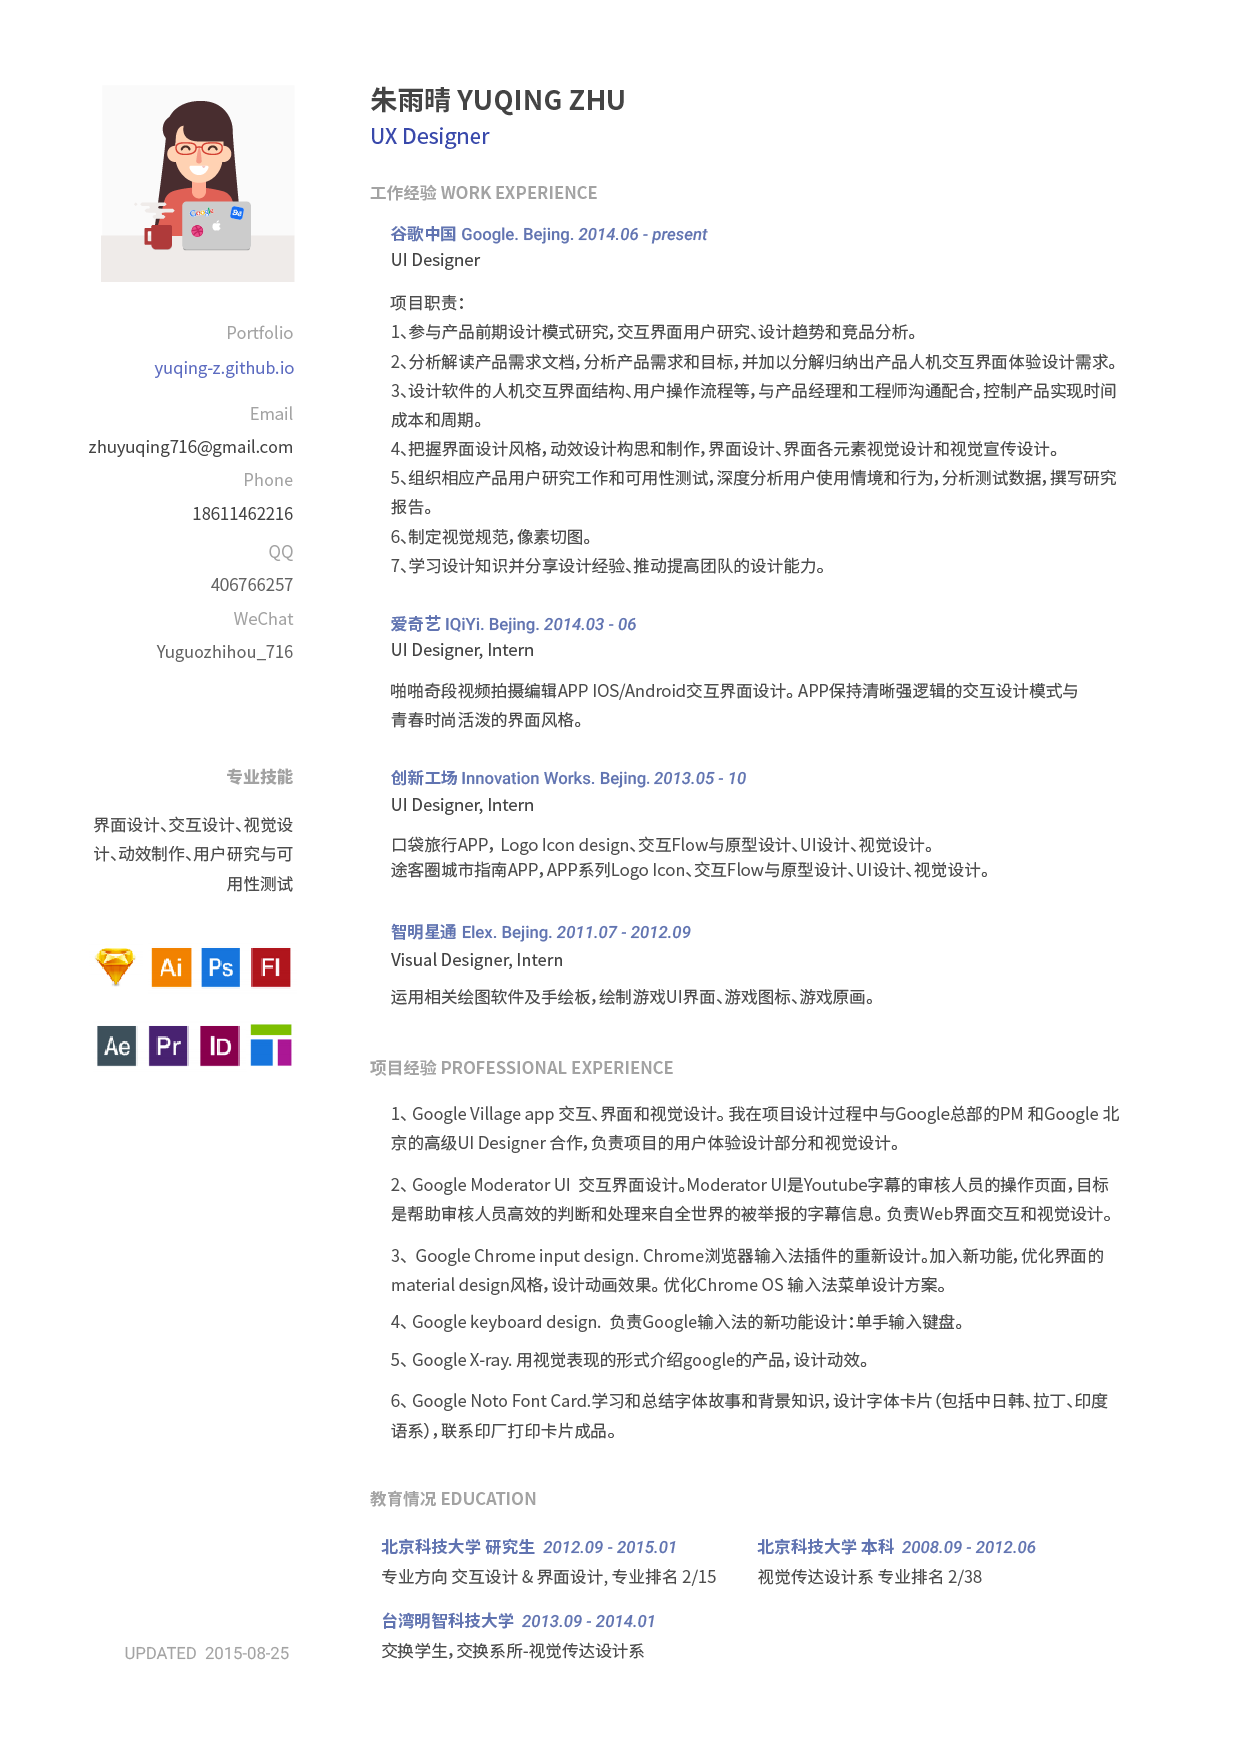 朱雨晴 YUQING ZHU
UX Designer
Portfolio
yuqing-z.github.io
Email
zhuyuqing716@gmail.com
Phone
18611462216
QQ
406766257
WeChat
Yuguozhihou_716
专业技能
界面设计、交互设计、视觉设
计、动效制作、用户研究与可
用性测试
Ai Ps Fl
Ae Pr ID
工作经验 WORK EXPERIENCE
谷歌中国 Google. Bejing. 2014.06 - present
UI Designer
项目职责：
1、参与产品前期设计模式研究，交互界面用户研究、设计趋势和竞品分析。
2、分析解读产品需求文档，分析产品需求和目标，并加以分解归纳出产品人机交互界面体验设计需求。
3、设计软件的人机交互界面结构、用户操作流程等，与产品经理和工程师沟通配合，控制产品实现时间
成本和周期。
4、把握界面设计风格，动效设计构思和制作，界面设计、界面各元素视觉设计和视觉宣传设计。
5、组织相应产品用户研究工作和可用性测试，深度分析用户使用情境和行为，分析测试数据，撰写研究
报告。
6、制定视觉规范，像素切图。
7、学习设计知识并分享设计经验、推动提高团队的设计能力。
爱奇艺 IQiYi. Bejing. 2014.03 - 06
UI Designer, Intern
啪啪奇段视频拍摄编辑APP IOS/Android交互界面设计。APP保持清晰强逻辑的交互设计模式与
青春时尚活泼的界面风格。
创新工场 Innovation Works. Bejing. 2013.05 - 10
UI Designer, Intern
口袋旅行APP， Logo Icon design、交互Flow与原型设计、UI设计、视觉设计。
途客圈城市指南APP，APP系列Logo Icon、交互Flow与原型设计、UI设计、视觉设计。
智明星通 Elex. Bejing. 2011.07 - 2012.09
Visual Designer, Intern
运用相关绘图软件及手绘板，绘制游戏UI界面、游戏图标、游戏原画。
项目经验 PROFESSIONAL EXPERIENCE
1、Google Village app 交互、界面和视觉设计。我在项目设计过程中与Google总部的PM 和Google 北
京的高级UI Designer 合作，负责项目的用户体验设计部分和视觉设计。
2、Google Moderator UI 交互界面设计。Moderator UI是Youtube字幕的审核人员的操作页面，目标
是帮助审核人员高效的判断和处理来自全世界的被举报的字幕信息。负责Web界面交互和视觉设计。
3、 Google Chrome input design. Chrome浏览器输入法插件的重新设计。加入新功能，优化界面的
material design风格，设计动画效果。优化Chrome OS 输入法菜单设计方案。
4、Google keyboard design. 负责Google输入法的新功能设计：单手输入键盘。
5、Google X-ray. 用视觉表现的形式介绍google的产品，设计动效。
6、Google Noto Font Card.学习和总结字体故事和背景知识，设计字体卡片（包括中日韩、拉丁、印度
语系），联系印厂打印卡片成品。
教育情况 EDUCATION
北京科技大学 研究生 2012.09 - 2015.01
专业方向 交互设计 & 界面设计, 专业排名 2/15
北京科技大学 本科 2008.09 - 2012.06
视觉传达设计系 专业排名 2/38
台湾明智科技大学 2013.09 - 2014.01
交换学生，交换系所-视觉传达设计系
UPDATED 2015-08-25